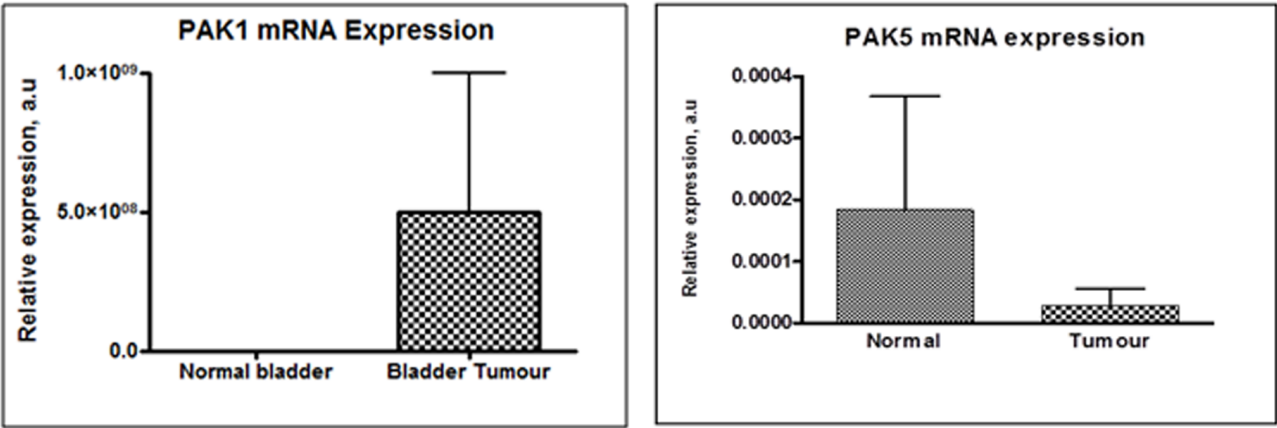 PAK1 mRNA Expression
Relative expression, a.u
1.0×10⁰⁹
5.0×10⁰⁸
0.0
Normal bladder
Bladder Tumour
PAK5 mRNA expression
Relative expression, a.u
0.0004
0.0003
0.0002
0.0001
0.0000
Normal
Tumour